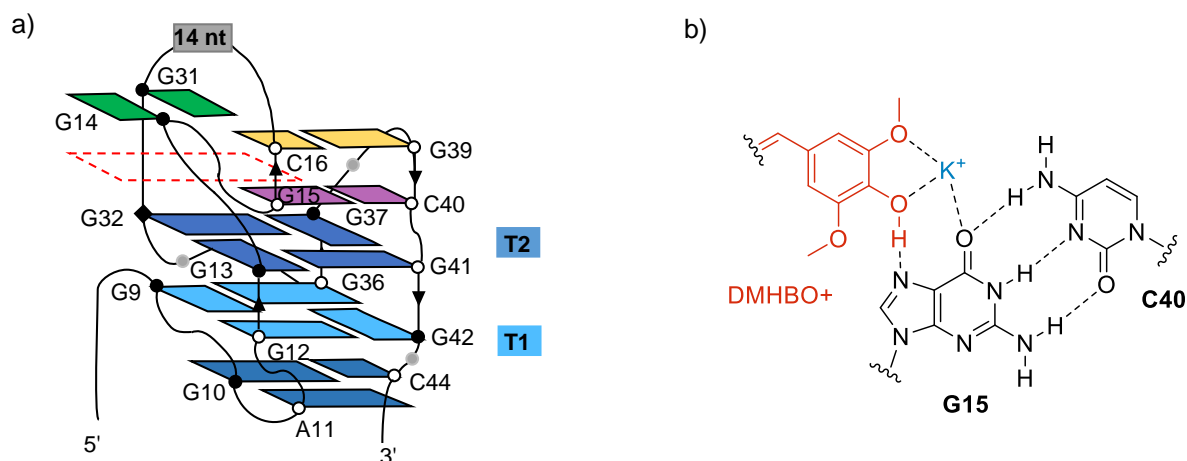 a)
14 nt
G31
G14
C16
G39
G15
G37
C40
G32
T2
G13
G41
G36
G9
G42
T1
G12
G10
C44
A11
5'
3'
b)
O
K+
H
N
O
H
O
O
N
N
H
N
N
H
O
DMHBO+
C40
N
N
N
H
H
G15